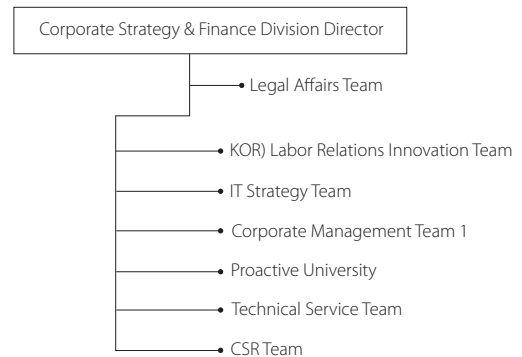 Corporate Strategy & Finance Division Director
Legal Affairs Team
KOR) Labor Relations Innovation Team
IT Strategy Team
Corporate Management Team 1
Proactive University
Technical Service Team
CSR Team